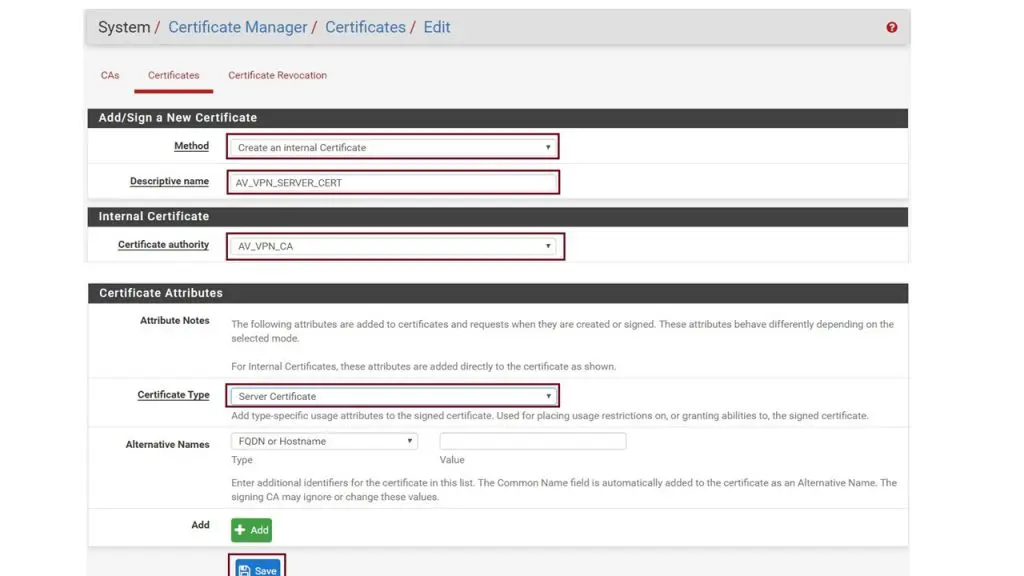 System / Certificate Manager / Certificates / Edit
CAs Certificates Certificate Revocation
Add/Sign a New Certificate
Method Create an internal Certificate
Descriptive name AV_VPN_SERVER_CERT
Internal Certificate
Certificate authority AV_VPN_CA
Certificate Attributes
Attribute Notes The following attributes are added to certificates and requests when they are created or signed. These attributes behave differently depending on the
selected mode.
For Internal Certificates, these attributes are added directly to the certificate as shown.
Certificate Type Server Certificate
Add type-specific usage attributes to the signed certificate. Used for placing usage restrictions on, or granting abilities to, the signed certificate.
Alternative Names FQDN or Hostname
Type Value
Enter additional identifiers for the certificate in this list. The Common Name field is automatically added to the certificate as an Alternative Name. The
signing CA may ignore or change these values.
Add + Add
Save